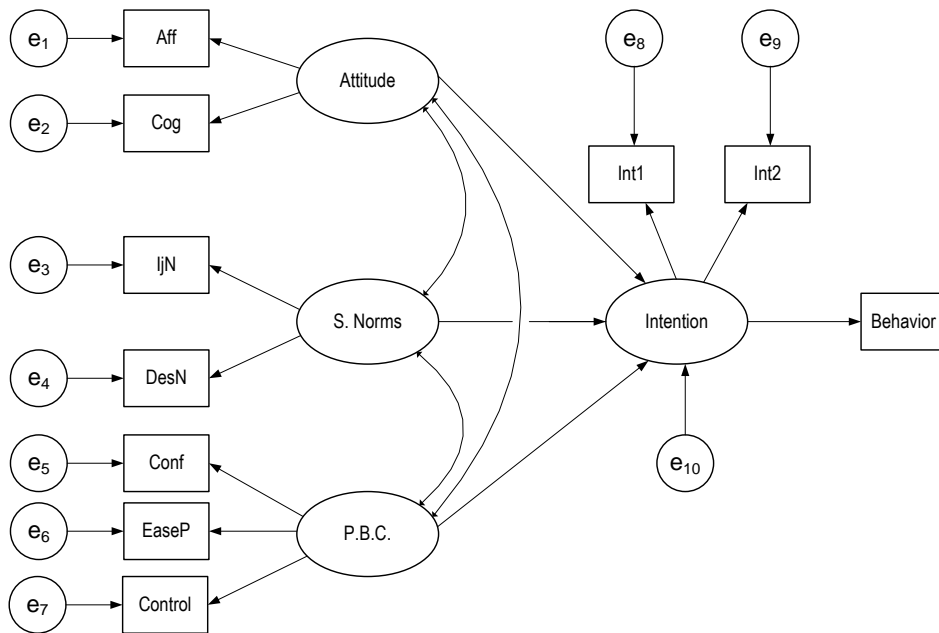 e₁
Aff
Attitude
e₈
e₉
e₂
Cog
Int1
Int2
e₃
IjN
S. Norms
Intention
Behavior
e₄
DesN
e₅
Conf
e₁₀
e₆
EaseP
P.B.C.
e₇
Control